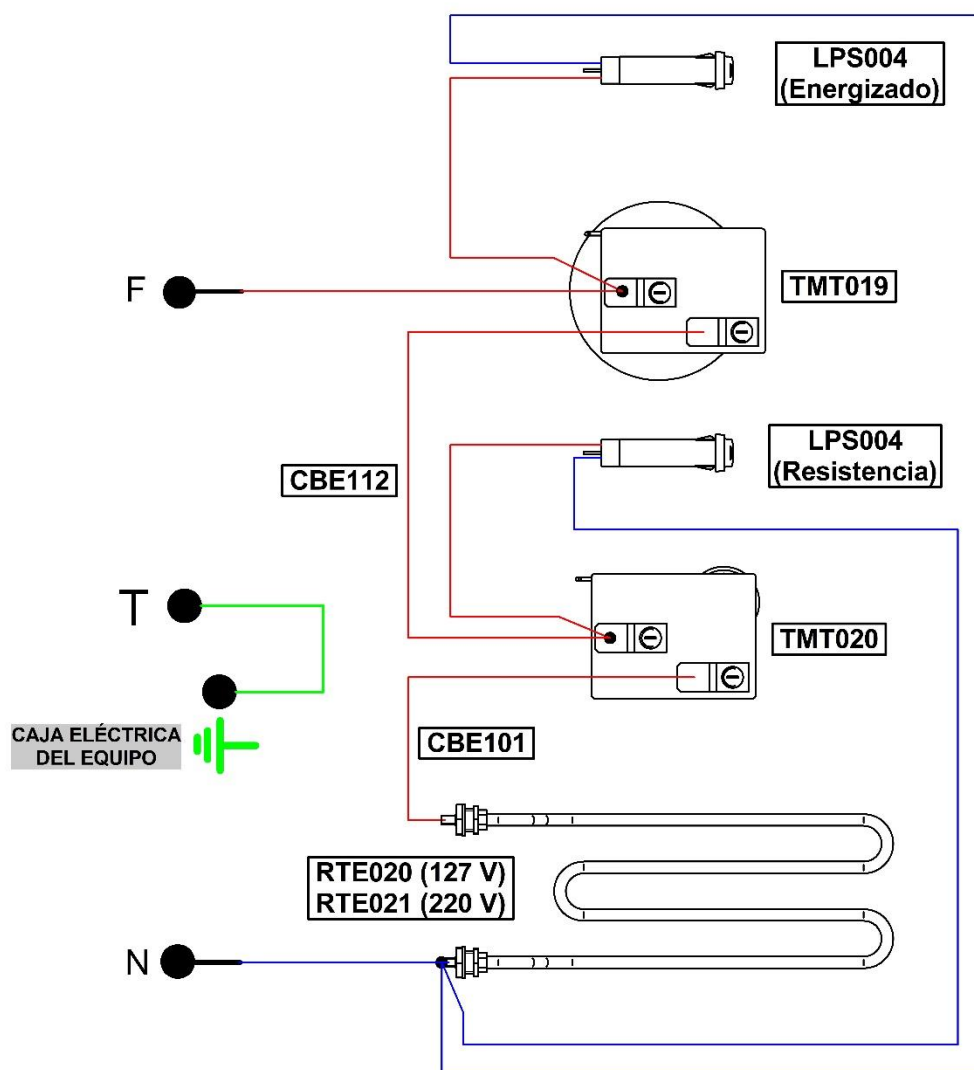 LPS004
(Energizado)
F
TMT019
LPS004
(Resistencia)
CBE112
T
TMT020
CAJA ELÉCTRICA
DEL EQUIPO
CBE101
RTE020 (127 V)
RTE021 (220 V)
N